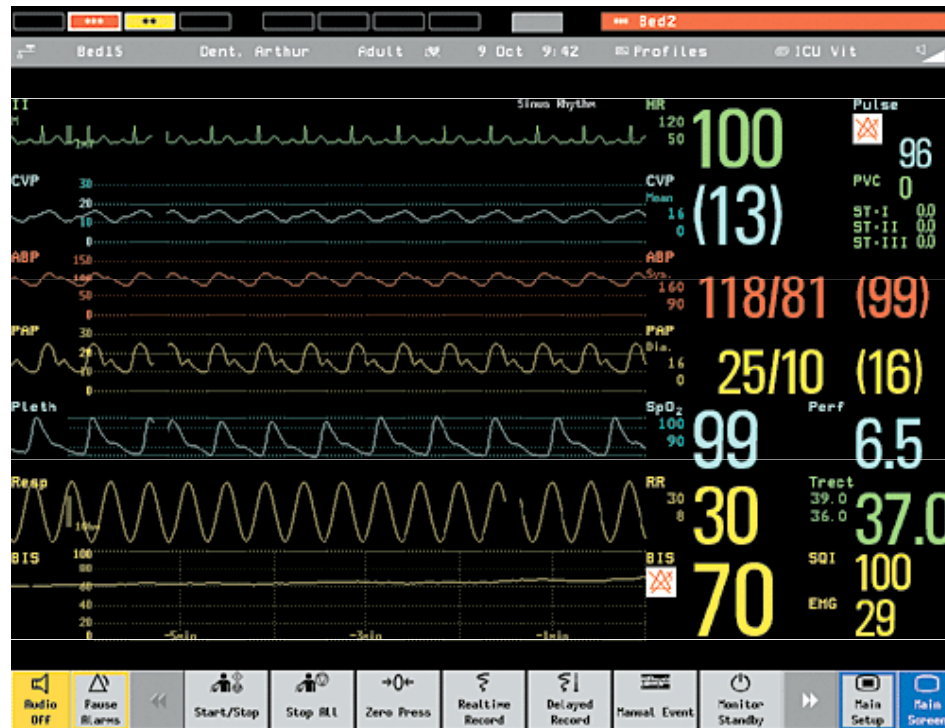 *** ** *** Bed2
Bed15 Dent, Arthur Adult 9 Oct 9:42 Profiles ICU Vit
II Sinus Rhythm HR Pulse
M 120
50 100 96
1mV
CVP 30 CVP PVC 0
20 Mean 16 (13) ST-I 0.0
10 0 ST-II 0.0
0 ST-III 0.0
ABP 150 ABP
100 Sys. 160 118/81 (99)
50 90
0
PAP 30 PAP
20 Dia. 16 25/10 (16)
10 0
0
Pleth SpO2 Perf
100
90 99 6.5
Resp RR Trect
30 39.0
8 30 36.0 37.0
BIS 100 BIS SQI
80 100
60 70
40 EMG
20 29
0 -5min -3min -1min
Audio Off
Pause Alarms
Start/Stop
Stop All
→0← Zero Press
Realtime Record
Delayed Record
Manual Event
Monitor Standby
Main Setup
Main Screen